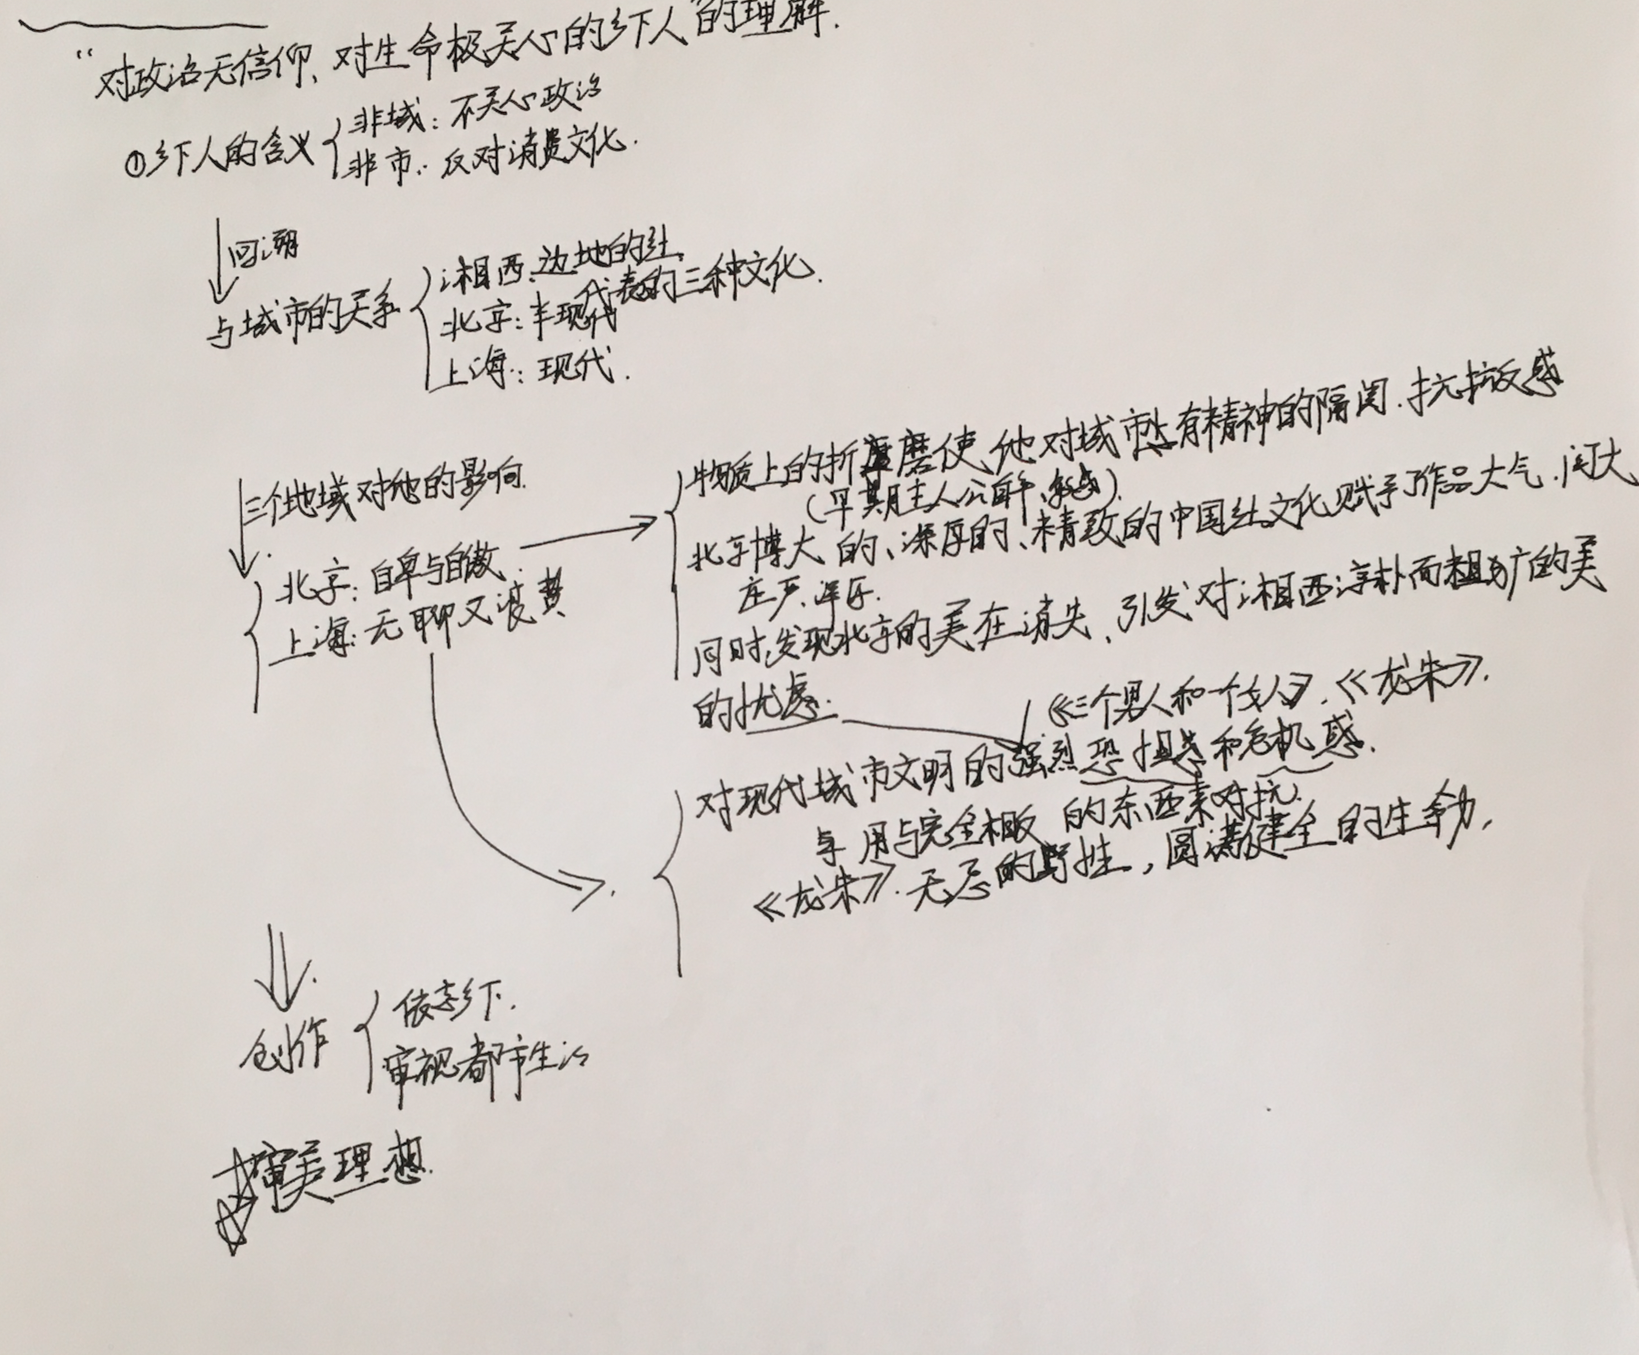 “对政治无信仰、对生命极关心的乡下人”的理解.
①乡下人的含义
非城: 不关心政治
非市: 反对消费文化.
回溯
与城市的关系
湘西、边地的
代表的三种文化.
北京: 半现代
上海: 现代.
三个地域对他的影响.
北京: 自卑与自傲.
上海: 无聊又浪费
物质上的折磨使他对城市有精神的隔阂.抗拒反感
(早期主人公自卑、敏感).
北京博大的、深厚的、精致的中国文化赋予了作品大气.闳大
庄严.浑厚.
同时,发现北京的美在消失、引发对湘西淳朴而粗犷的美
的忧虑.
《三个男人和一个女人》.《龙朱》.
对现代城市文明的强烈恐惧感和危机感.
用与完全相反的东西来对抗.
《龙朱》.无忌的野性,圆满健全的生命力,
创作
依恋乡下.
审视都市生活
审美理想.